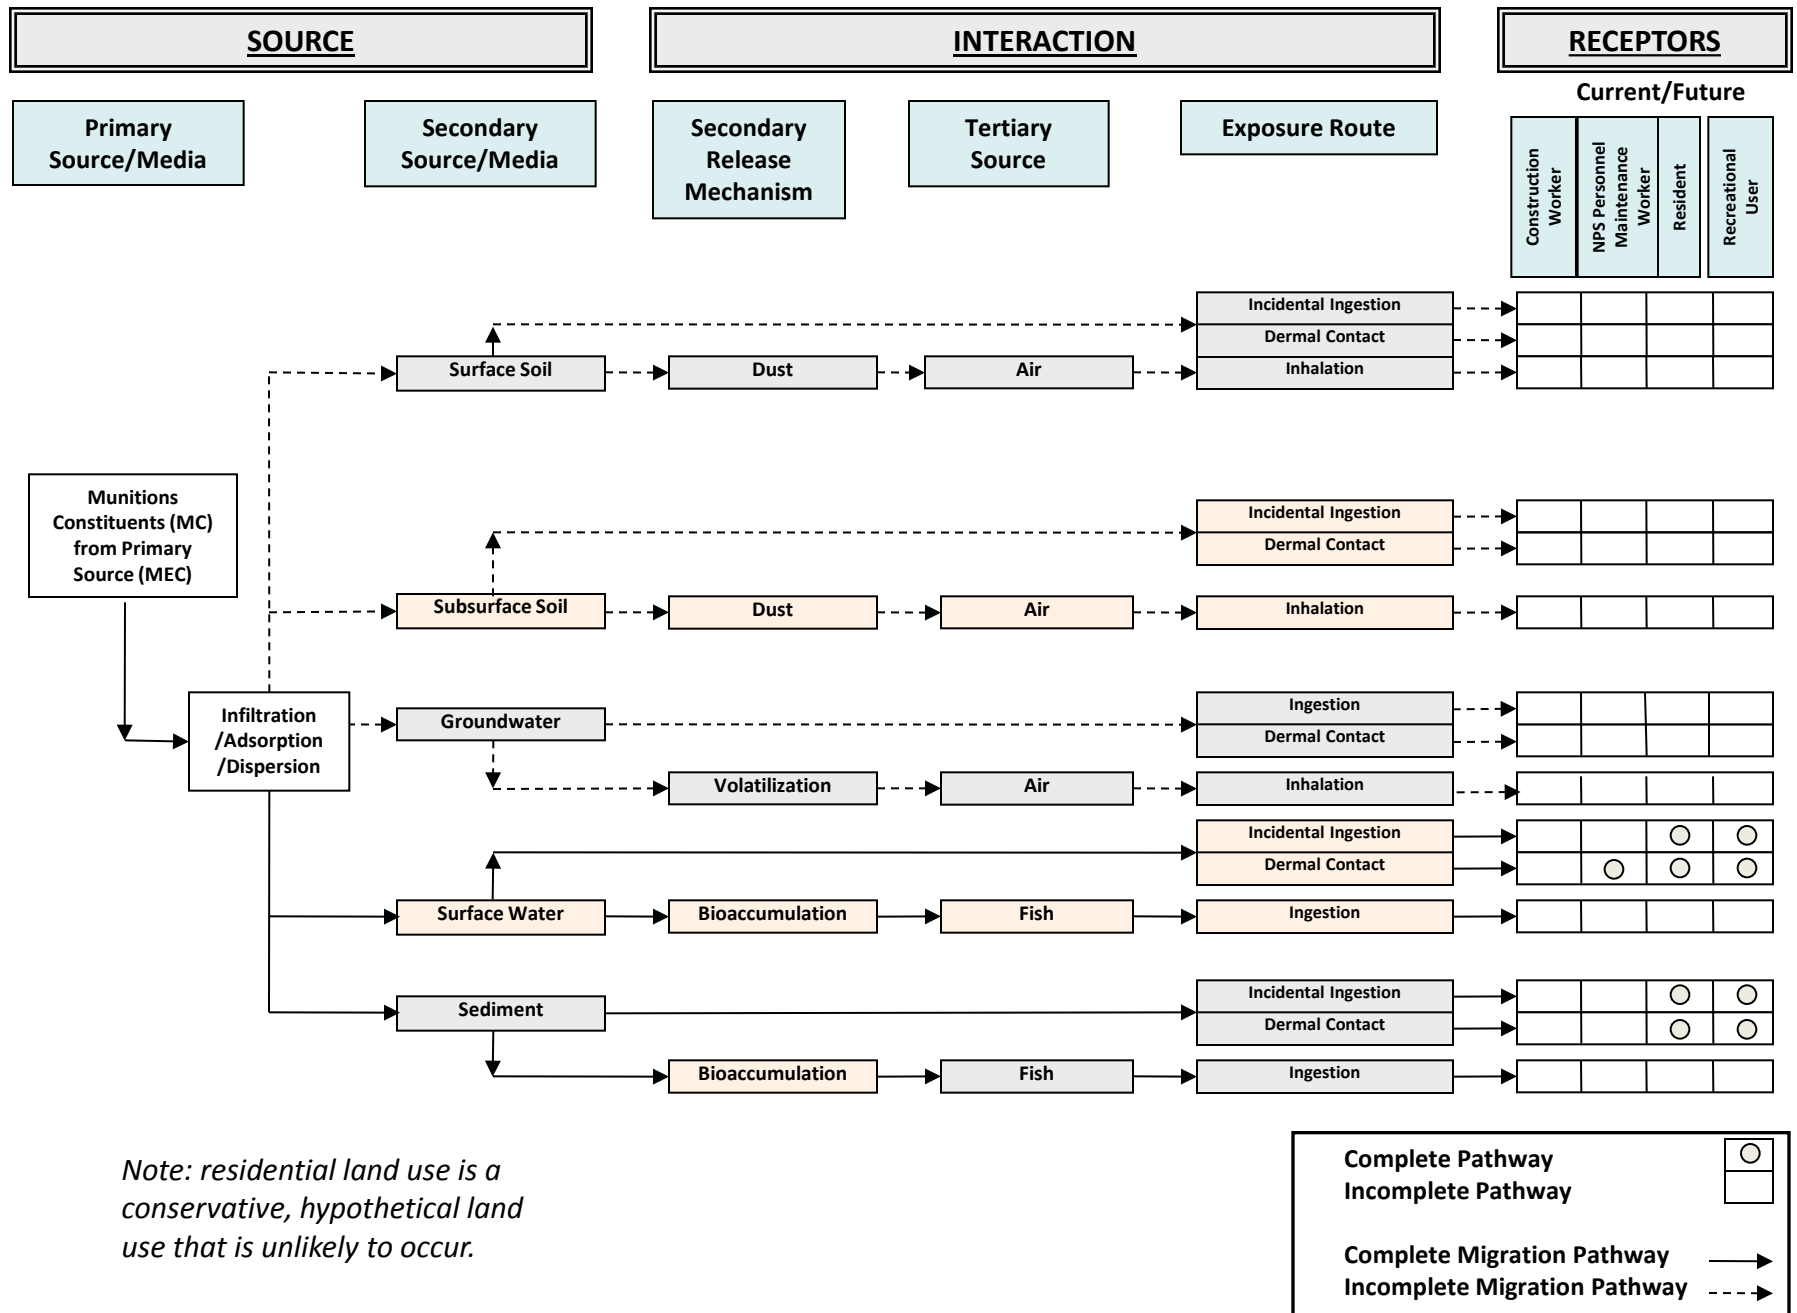 SOURCE
INTERACTION
RECEPTORS
Current/Future
Primary
Source/Media
Secondary
Source/Media
Secondary
Release
Mechanism
Tertiary
Source
Exposure Route
Construction
Worker
NPS Personnel
Maintenance
Worker
Resident
Recreational
User
Incidental Ingestion
Dermal Contact
Surface Soil
Dust
Air
Inhalation
Munitions
Constituents (MC)
from Primary
Source (MEC)
Incidental Ingestion
Dermal Contact
Subsurface Soil
Dust
Air
Inhalation
Infiltration
/Adsorption
/Dispersion
Groundwater
Ingestion
Dermal Contact
Volatilization
Air
Inhalation
Incidental Ingestion
Dermal Contact
Surface Water
Bioaccumulation
Fish
Ingestion
Sediment
Incidental Ingestion
Dermal Contact
Bioaccumulation
Fish
Ingestion
Note: residential land use is a
conservative, hypothetical land
use that is unlikely to occur.
Complete Pathway
Incomplete Pathway
Complete Migration Pathway
Incomplete Migration Pathway